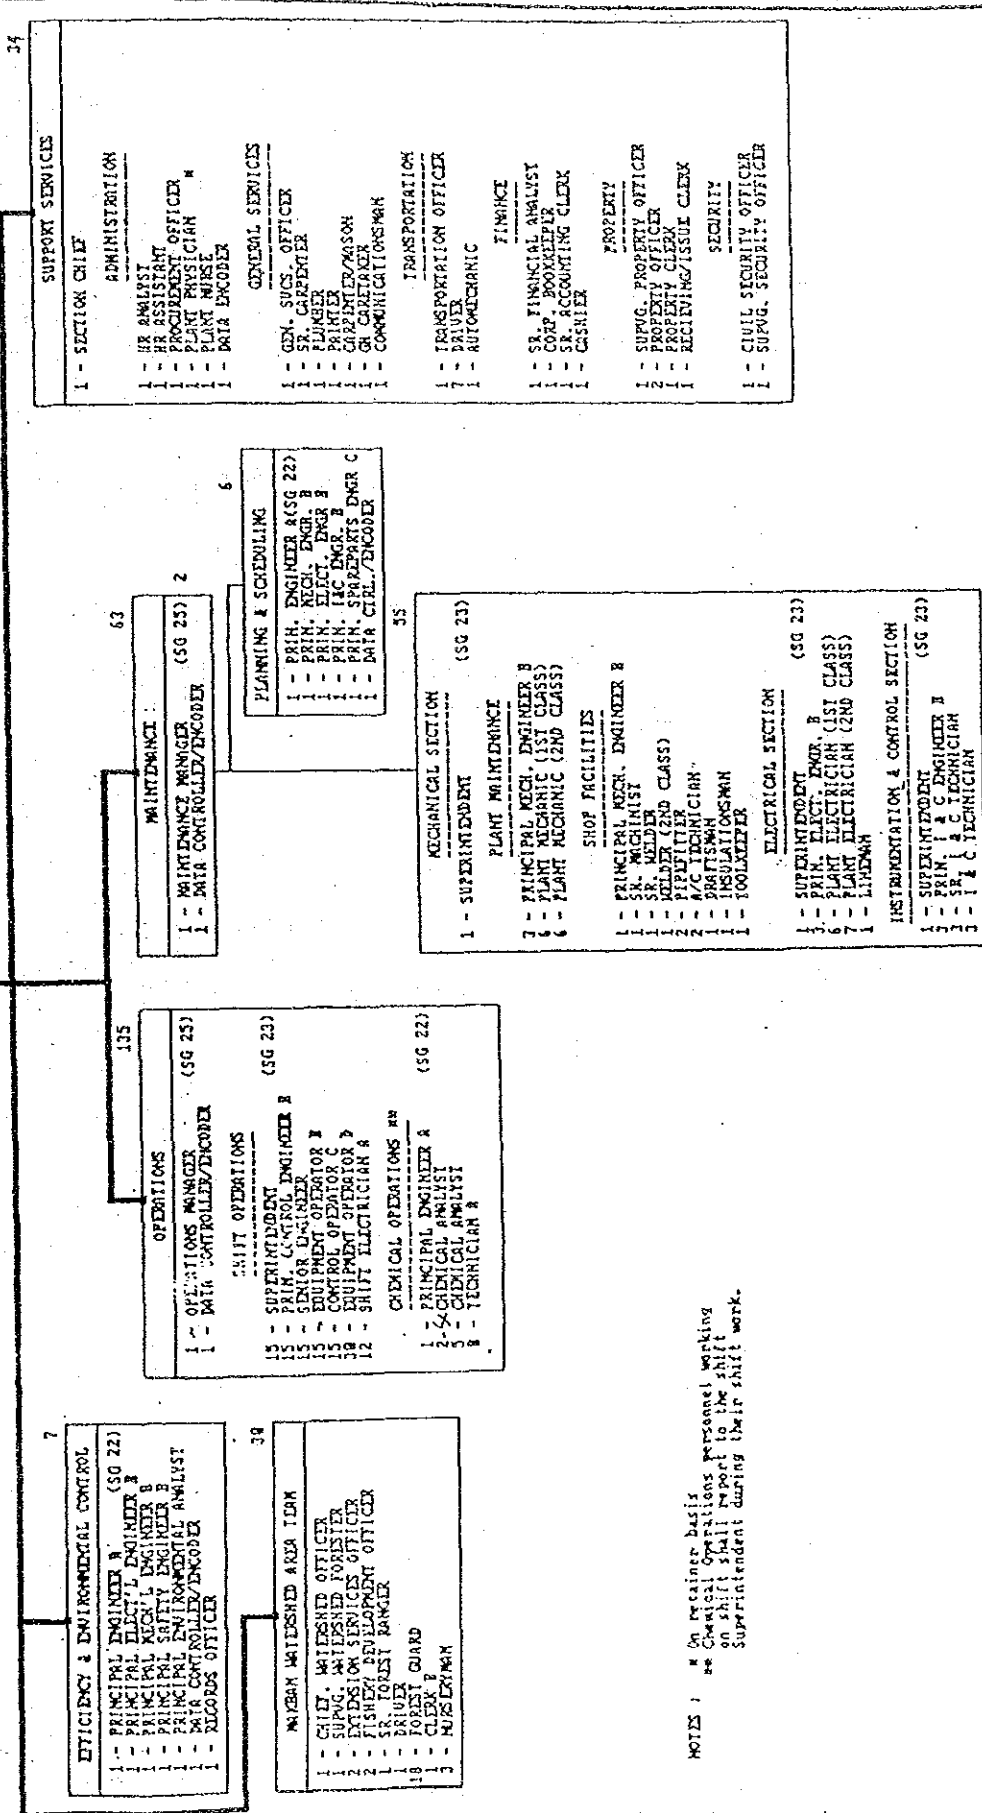 7
EFFICIENCY & ENVIRONMENTAL CONTROL
1 - PRINCIPAL ENGINEER A (SG 22)
1 - PRINCIPAL ELECT'L ENGINEER B
1 - PRINCIPAL MECH'L ENGINEER B
1 - PRINCIPAL SAFETY ENGINEER B
1 - PRINCIPAL ENVIRONMENTAL ANALYST
1 - DATA CONTROLLER/ENCODER
1 - RECORDS OFFICER
30
WATERSHED AREA TEAM
1 - CHIEF, WATERSHED OFFICER
1 - SUPVG. WATERSHED FORESTER
2 - EXTENSION SERVICES OFFICER
2 - FISHERY DEVELOPMENT OFFICER
1 - SR. FOREST RANGER
1 - DRIVER
18 - FOREST GUARD
1 - CLERK B
3 - NURSERYMAN
135
OPERATIONS
1 - OPERATIONS MANAGER (SG 25)
1 - DATA CONTROLLER/ENCODER
SHIFT OPERATIONS
15 - SUPERINTENDENT (SG 23)
15 - PRIN. CONTROL ENGINEER B
15 - SENIOR ENGINEER
15 - EQUIPMENT OPERATOR B
15 - CONTROL OPERATOR C
30 - EQUIPMENT OPERATOR D
12 - SHIFT ELECTRICIAN A
CHEMICAL OPERATIONS **
1 - PRINCIPAL ENGINEER A (SG 22)
2 - CHEMICAL ANALYST
5 - CHEMICAL ANALYST
8 - TECHNICIAN A
63
MAINTENANCE
1 - MAINTENANCE MANAGER (SG 25)
1 - DATA CONTROLLER/ENCODER
2
6
PLANNING & SCHEDULING
1 - PRIN. ENGINEER A(SG 22)
1 - PRIN. MECH. ENGR. B
1 - PRIN. ELECT. ENGR B
1 - PRIN. I&C ENGR. B
1 - PRIN. SPAREPARTS ENGR C
1 - DATA CTRL./ENCODER
55
MECHANICAL SECTION
1 - SUPERINTENDENT (SG 23)
PLANT MAINTENANCE
3 - PRINCIPAL MECH. ENGINEER B
6 - PLANT MECHANIC (1ST CLASS)
6 - PLANT MECHANIC (2ND CLASS)
SHOP FACILITIES
1 - PRINCIPAL MECH. ENGINEER B
1 - SR. MACHINIST
1 - SR. WELDER
1 - WELDER (2ND CLASS)
2 - PIPEFITTER
2 - A/C TECHNICIAN
1 - DRAFTSMAN
1 - INSULATIONSMAN
1 - TOOLKEEPER
ELECTRICAL SECTION
1 - SUPERINTENDENT (SG 23)
3 - PRIN. ELECT. ENGR. B
6 - PLANT ELECTRICIAN (1ST CLASS)
7 - PLANT ELECTRICIAN (2ND CLASS)
1 - LINEMAN
INSTRUMENTATION & CONTROL SECTION
1 - SUPERINTENDENT (SG 23)
3 - PRIN. I & C ENGINEER B
3 - SR. I & C TECHNICIAN
3 - I & C TECHNICIAN
34
SUPPORT SERVICES
1 - SECTION CHIEF
ADMINISTRATION
1 - HR ANALYST
1 - HR ASSISTANT
1 - PROCUREMENT OFFICER
1 - PLANT PHYSICIAN *
1 - PLANT NURSE
1 - DATA ENCODER
GENERAL SERVICES
1 - GEN. SVCS. OFFICER
1 - SR. CARPENTER
1 - PLUMBER
1 - PAINTER
1 - CARPENTER/MASON
1 - GH CARETAKER
1 - COMMUNICATIONSMAN
TRANSPORTATION
1 - TRANSPORTATION OFFICER
7 - DRIVER
1 - AUTOMECHANIC
FINANCE
1 - SR. FINANCIAL ANALYST
1 - CORP. BOOKKEEPER
1 - SR. ACCOUNTING CLERK
1 - CASHIER
PROPERTY
1 - SUPVG. PROPERTY OFFICER
2 - PROPERTY OFFICER
1 - PROPERTY CLERK
1 - RECIEVING/ISSUE CLERK
SECURITY
1 - CIVIL SECURITY OFFICER
1 - SUPVG. SECURITY OFFICER
NOTES : * On retainer basis
** Chemical Operations personnel working
on shift shall report to the shift
Superintendent during their shift work.